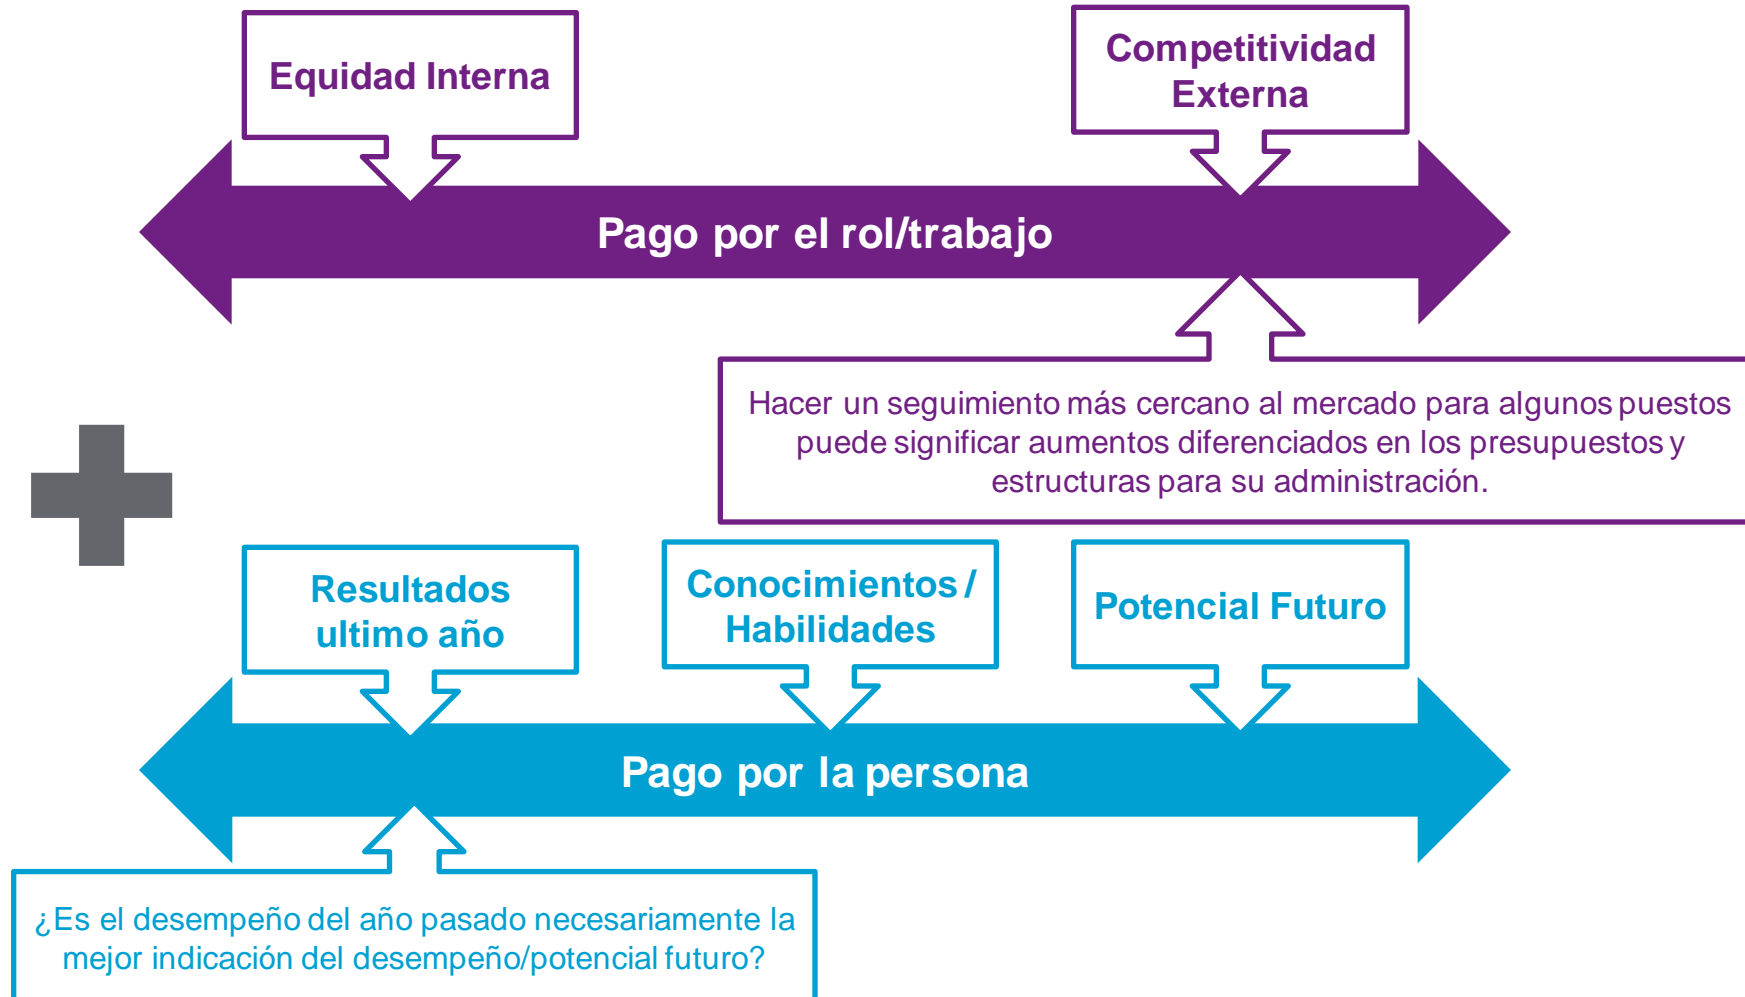 Equidad Interna
Competitividad
Externa
Pago por el rol/trabajo
Hacer un seguimiento más cercano al mercado para algunos puestos
puede significar aumentos diferenciados en los presupuestos y
estructuras para su administración.
Resultados
ultimo año
Conocimientos /
Habilidades
Potencial Futuro
Pago por la persona
¿Es el desempeño del año pasado necesariamente la
mejor indicación del desempeño/potencial futuro?